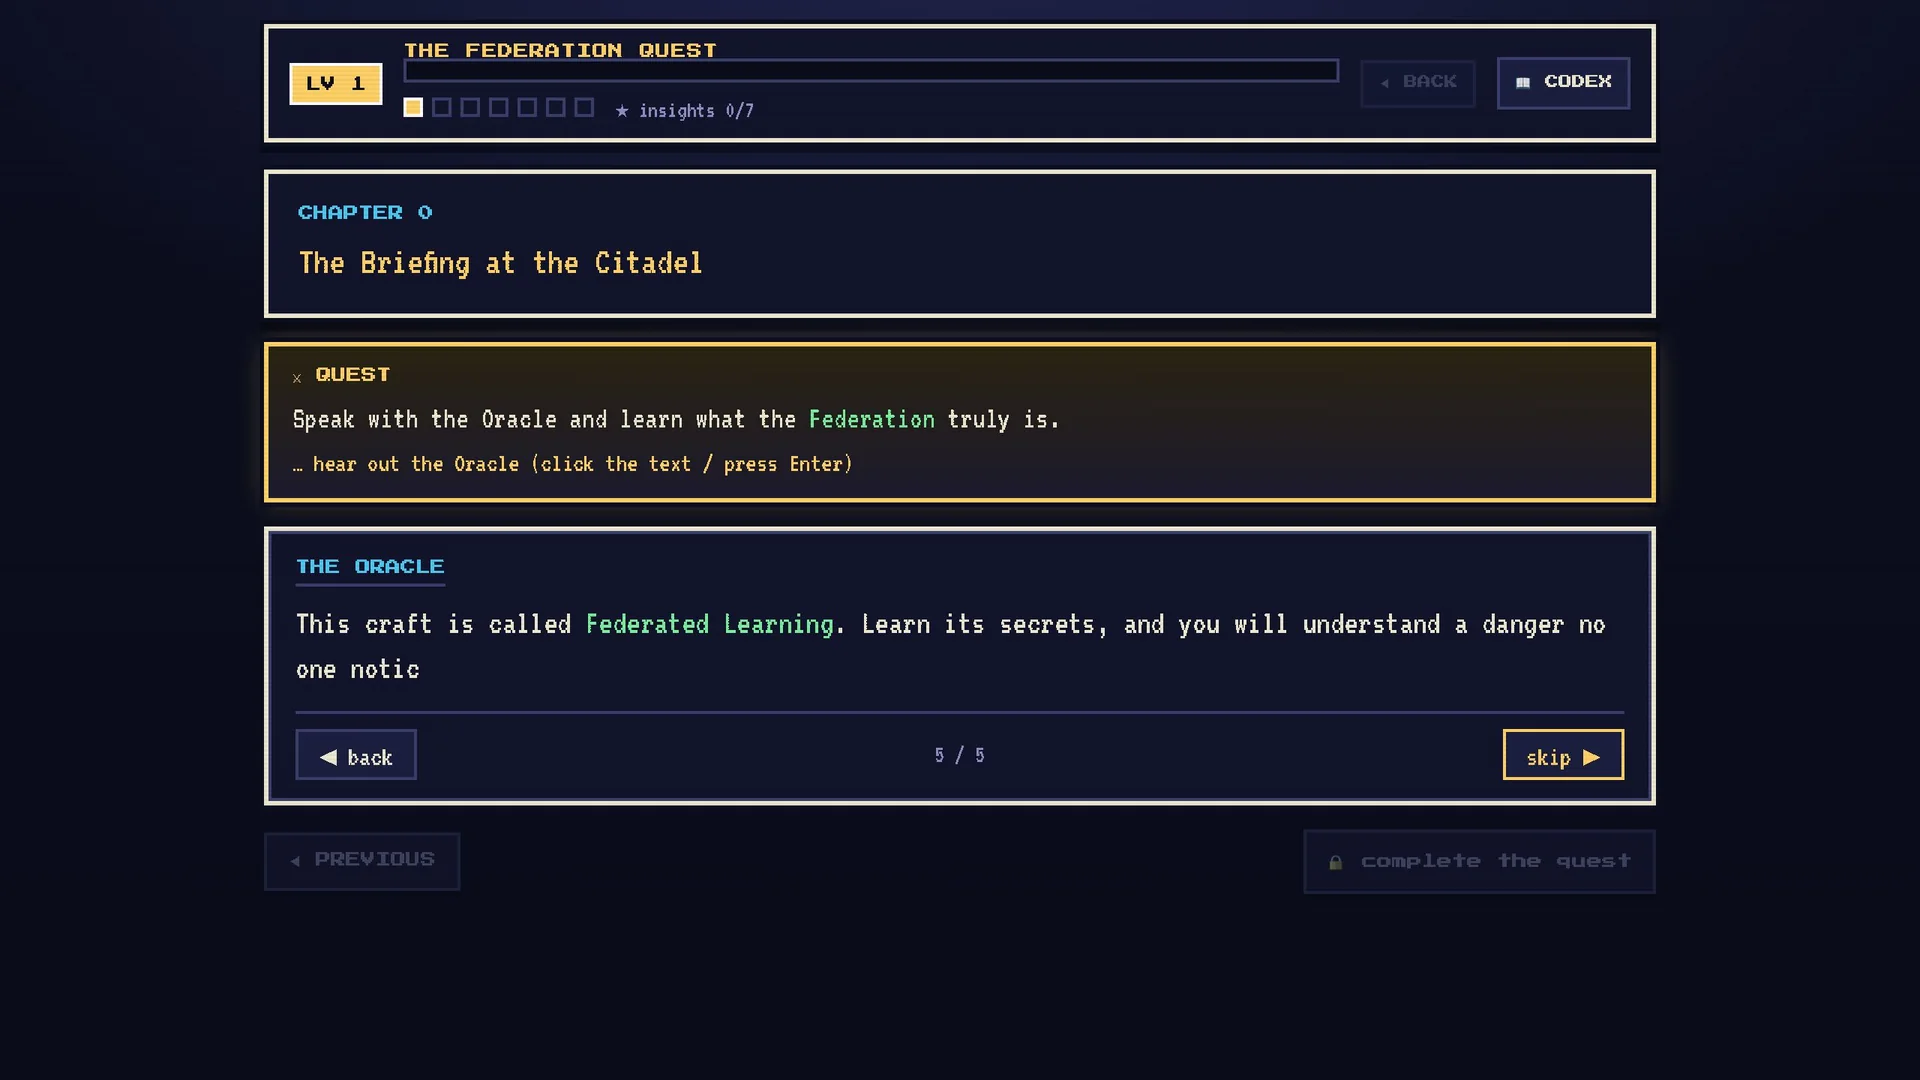 THE FEDERATION QUEST
LV 1
◄ BACK
CODEX
★ insights 0/7
CHAPTER 0
The Briefing at the Citadel
x QUEST
Speak with the Oracle and learn what the Federation truly is.
… hear out the Oracle (click the text / press Enter)
THE ORACLE
This craft is called Federated Learning. Learn its secrets, and you will understand a danger no
one notic
◄ back
5 / 5
skip ►
◄ PREVIOUS
complete the quest